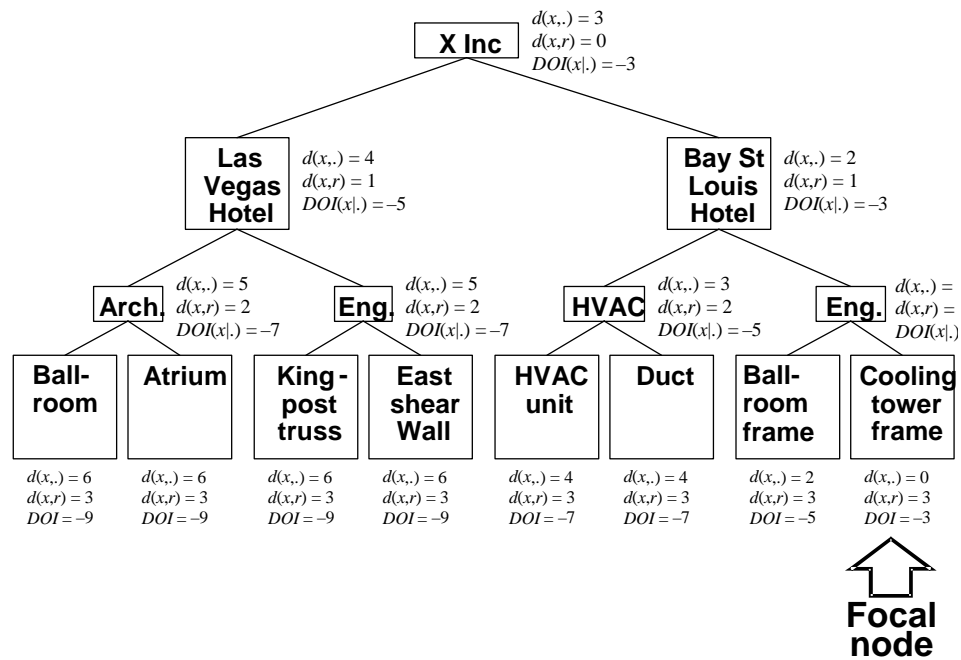 X Inc
d(x,.) = 3
d(x,r) = 0
DOI(x|.) = –3
Las
Vegas
Hotel
d(x,.) = 4
d(x,r) = 1
DOI(x|.) = –5
Bay St
Louis
Hotel
d(x,.) = 2
d(x,r) = 1
DOI(x|.) = –3
Arch.
d(x,.) = 5
d(x,r) = 2
DOI(x|.) = –7
Eng.
d(x,.) = 5
d(x,r) = 2
DOI(x|.) = –7
HVAC
d(x,.) = 3
d(x,r) = 2
DOI(x|.) = –5
Eng.
d(x,.) =
d(x,r) =
DOI(x|.)
Ball-
room
Atrium
King -
post
truss
East
shear
Wall
HVAC
unit
Duct
Ball-
room
frame
Cooling
tower
frame
d(x,.) = 6
d(x,r) = 3
DOI = –9
d(x,.) = 6
d(x,r) = 3
DOI = –9
d(x,.) = 6
d(x,r) = 3
DOI = –9
d(x,.) = 6
d(x,r) = 3
DOI = –9
d(x,.) = 4
d(x,r) = 3
DOI = –7
d(x,.) = 4
d(x,r) = 3
DOI = –7
d(x,.) = 2
d(x,r) = 3
DOI = –5
d(x,.) = 0
d(x,r) = 3
DOI = –3
Focal
node